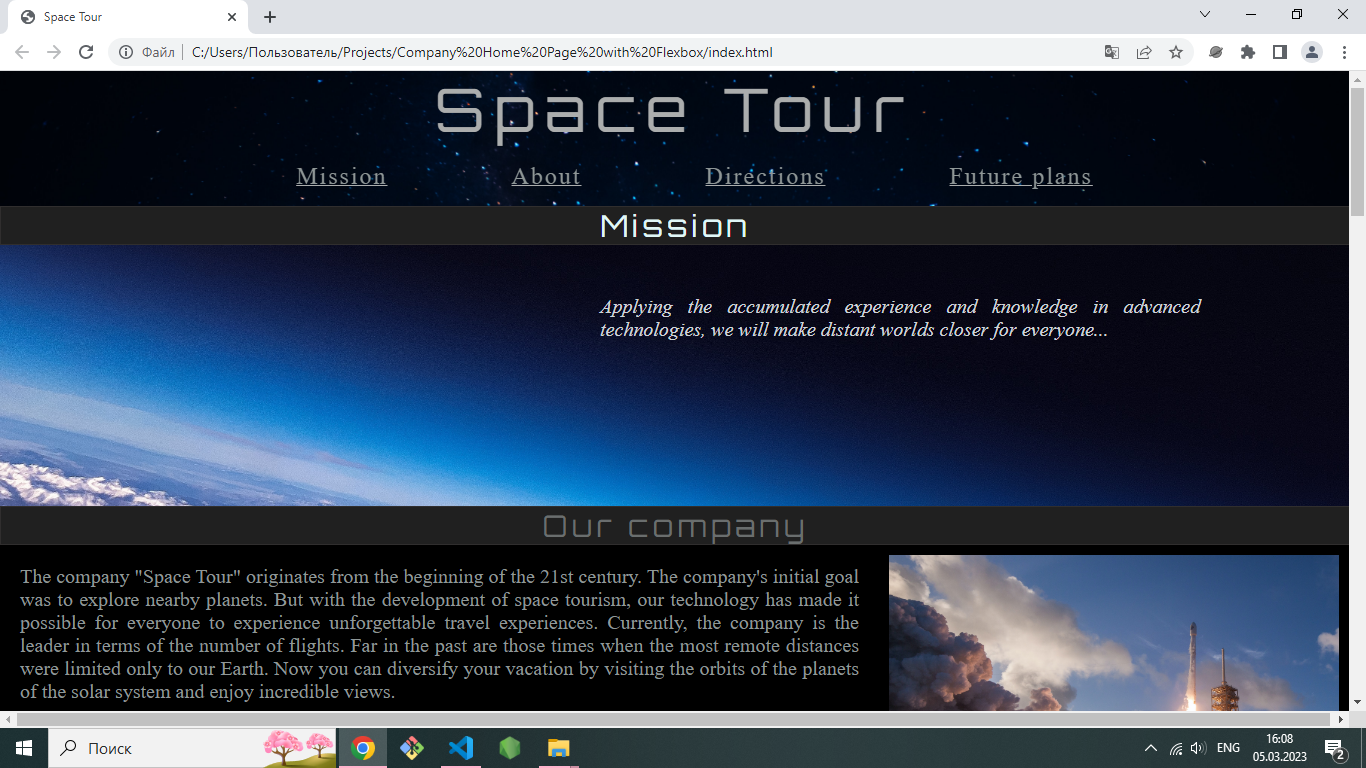 Space Tour
Файл
C:/Users/Пользователь/Projects/Company%20Home%20Page%20with%20Flexbox/index.html
Space Tour
Mission
About
Directions
Future plans
Mission
Applying the accumulated experience and knowledge in advanced
technologies, we will make distant worlds closer for everyone...
Our company
The company "Space Tour" originates from the beginning of the 21st century. The company's initial goal
was to explore nearby planets. But with the development of space tourism, our technology has made it
possible for everyone to experience unforgettable travel experiences. Currently, the company is the
leader in terms of the number of flights. Far in the past are those times when the most remote distances
were limited only to our Earth. Now you can diversify your vacation by visiting the orbits of the planets
of the solar system and enjoy incredible views.
Поиск
ENG
16:08
05.03.2023
2